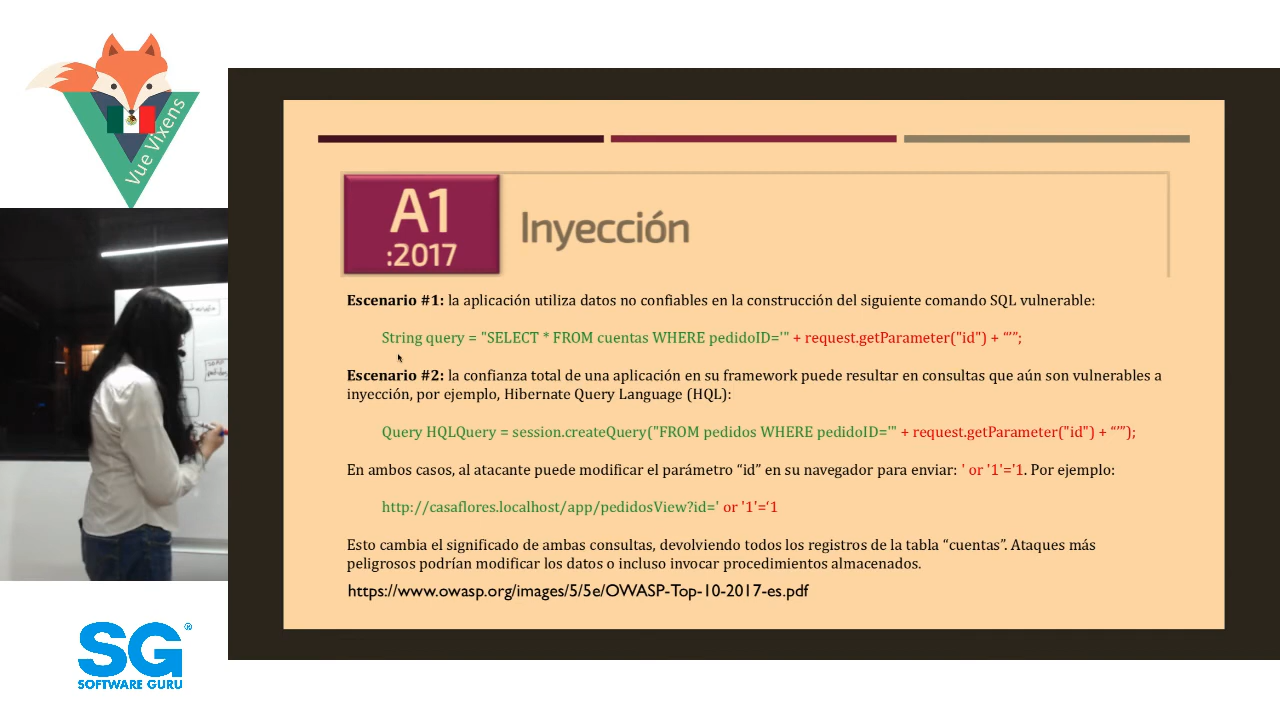 Vue Vixens
A1
:2017
Inyección
Escenario #1: la aplicación utiliza datos no confiables en la construcción del siguiente comando SQL vulnerable:
String query = "SELECT * FROM cuentas WHERE pedidoID='" + request.getParameter("id") + “’”;
Escenario #2: la confianza total de una aplicación en su framework puede resultar en consultas que aún son vulnerables a
inyección, por ejemplo, Hibernate Query Language (HQL):
Query HQLQuery = session.createQuery("FROM pedidos WHERE pedidoID='" + request.getParameter("id") + “’”);
En ambos casos, al atacante puede modificar el parámetro “id” en su navegador para enviar: ' or '1'='1. Por ejemplo:
http://casaflores.localhost/app/pedidosView?id=' or '1'=‘1
Esto cambia el significado de ambas consultas, devolviendo todos los registros de la tabla “cuentas”. Ataques más
peligrosos podrían modificar los datos o incluso invocar procedimientos almacenados.
https://www.owasp.org/images/5/5e/OWASP-Top-10-2017-es.pdf
SG®
SOFTWARE GURU